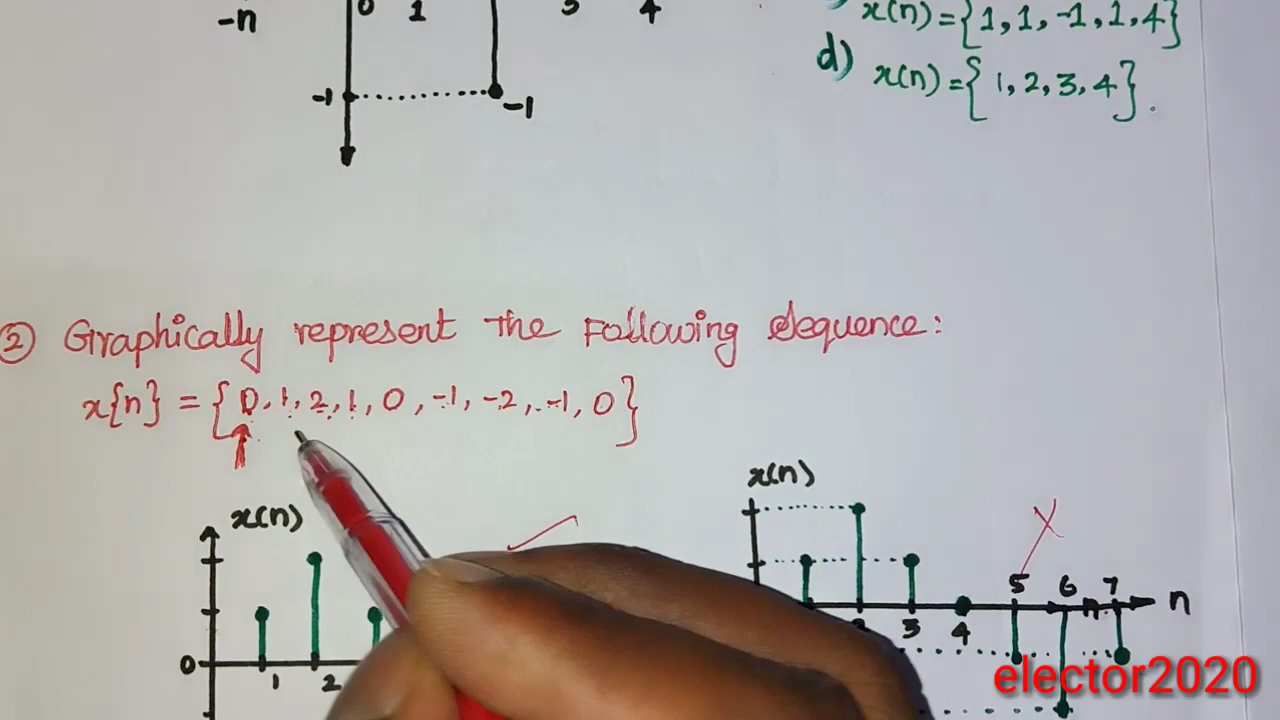 -n 0 1 3 4
-1 -1
x(n)={1,1,-1,1,4}
d) x(n)={1,2,3,4}.
② Graphically represent the Following Sequence:
x{n} = {0,1,2,1,0,-1,-2,-1,0}
x(n)
0 1 2
x(n)
3 4 5 6 7 n
n
elector2020